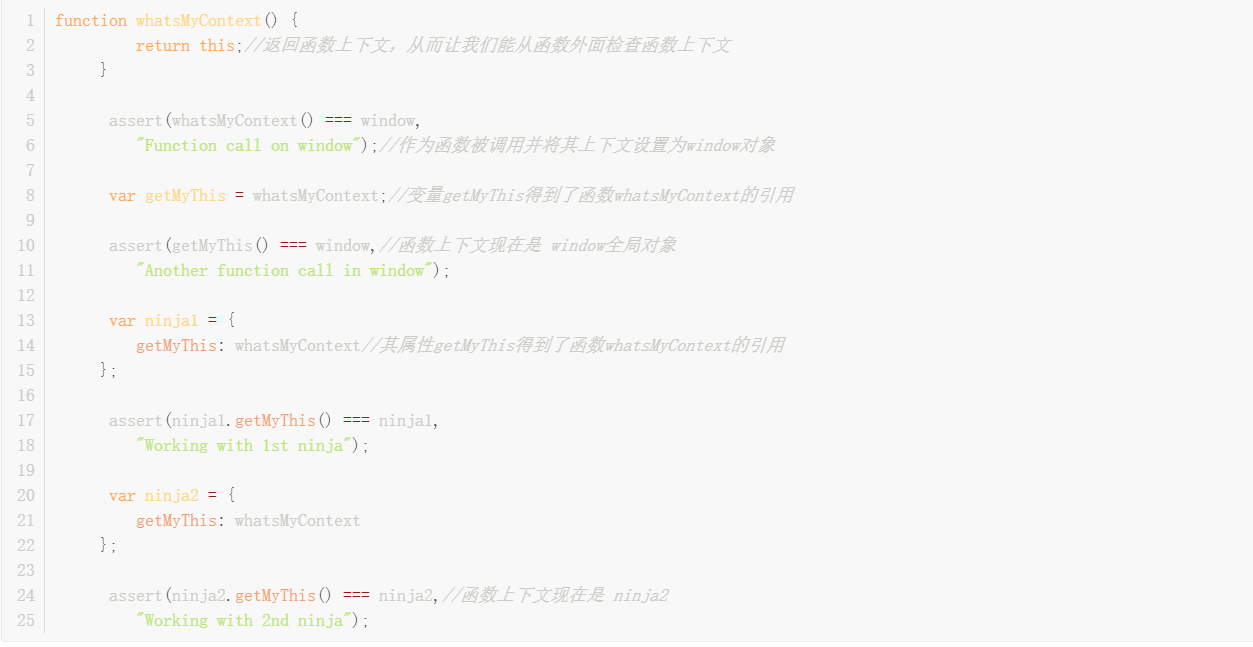 1 function whatsMyContext() {
2 return this;//返回函数上下文，从而让我们能从函数外面检查函数上下文
3 }
4
5 assert(whatsMyContext() === window,
6 "Function call on window");//作为函数被调用并将其上下文设置为window对象
7
8 var getMyThis = whatsMyContext;//变量getMyThis得到了函数whatsMyContext的引用
9
10 assert(getMyThis() === window,//函数上下文现在是 window全局对象
11 "Another function call in window");
12
13 var ninja1 = {
14 getMyThis: whatsMyContext//其属性getMyThis得到了函数whatsMyContext的引用
15 };
16
17 assert(ninja1.getMyThis() === ninja1,
18 "Working with 1st ninja");
19
20 var ninja2 = {
21 getMyThis: whatsMyContext
22 };
23
24 assert(ninja2.getMyThis() === ninja2,//函数上下文现在是 ninja2
25 "Working with 2nd ninja");